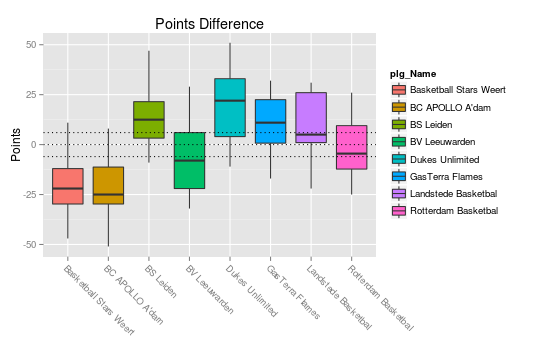 Points Difference
Points
50
25
0
-25
-50
Basketball Stars Weert
BC APOLLO A'dam
BS Leiden
BV Leeuwarden
Dukes Unlimited
GasTerra Flames
Landstede Basketbal
Rotterdam Basketbal
plg_Name
Basketball Stars Weert
BC APOLLO A'dam
BS Leiden
BV Leeuwarden
Dukes Unlimited
GasTerra Flames
Landstede Basketbal
Rotterdam Basketbal